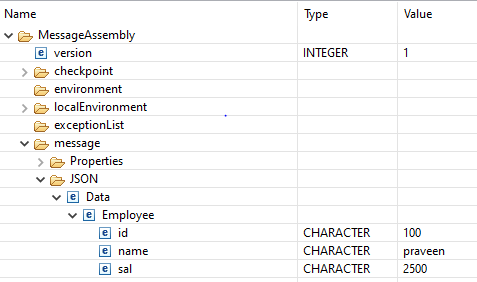 Name Type Value
MessageAssembly
version INTEGER 1
checkpoint
environment
localEnvironment
exceptionList
message
Properties
JSON
Data
Employee
id CHARACTER 100
name CHARACTER praveen
sal CHARACTER 2500